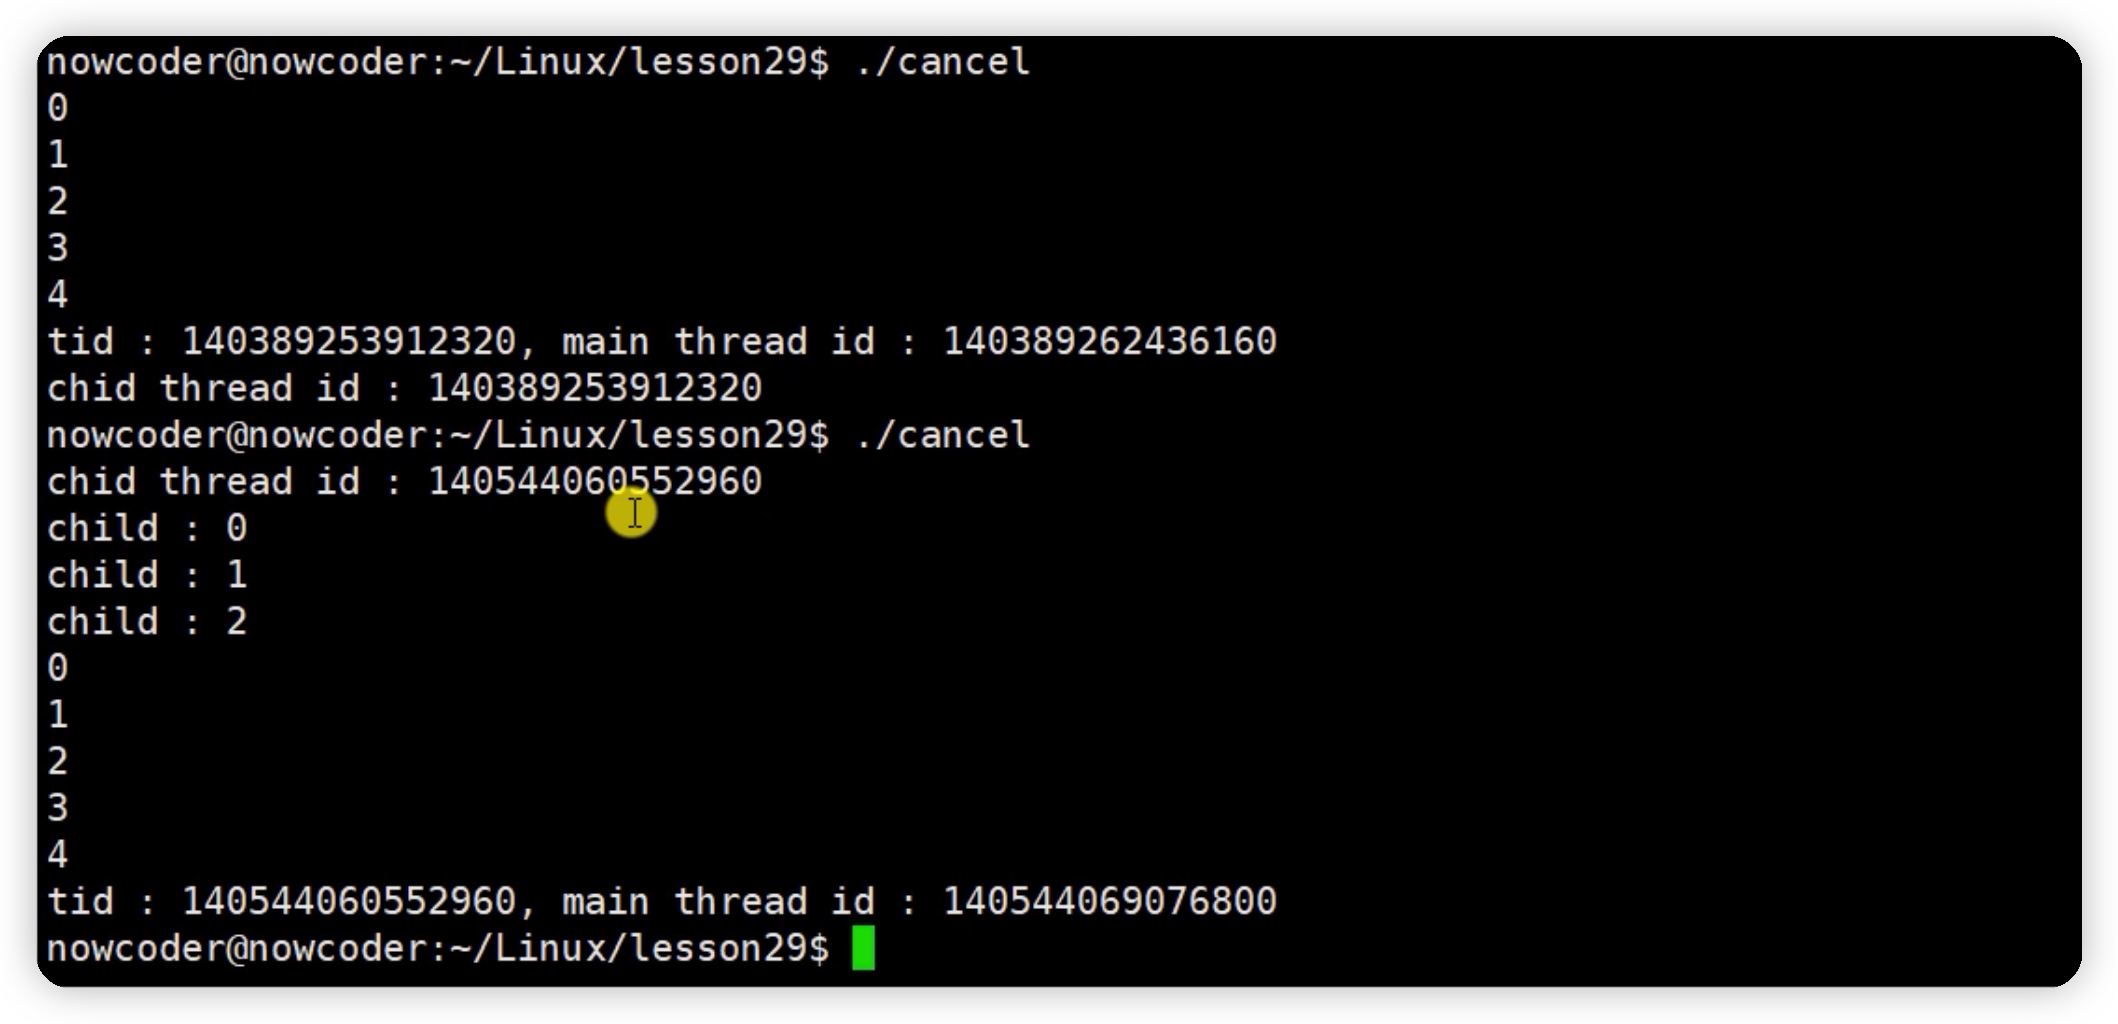 nowcoder@nowcoder:~/Linux/lesson29$ ./cancel
0
1
2
3
4
tid : 140389253912320, main thread id : 140389262436160
chid thread id : 140389253912320
nowcoder@nowcoder:~/Linux/lesson29$ ./cancel
chid thread id : 140544060552960
child : 0
child : 1
child : 2
0
1
2
3
4
tid : 140544060552960, main thread id : 140544069076800
nowcoder@nowcoder:~/Linux/lesson29$